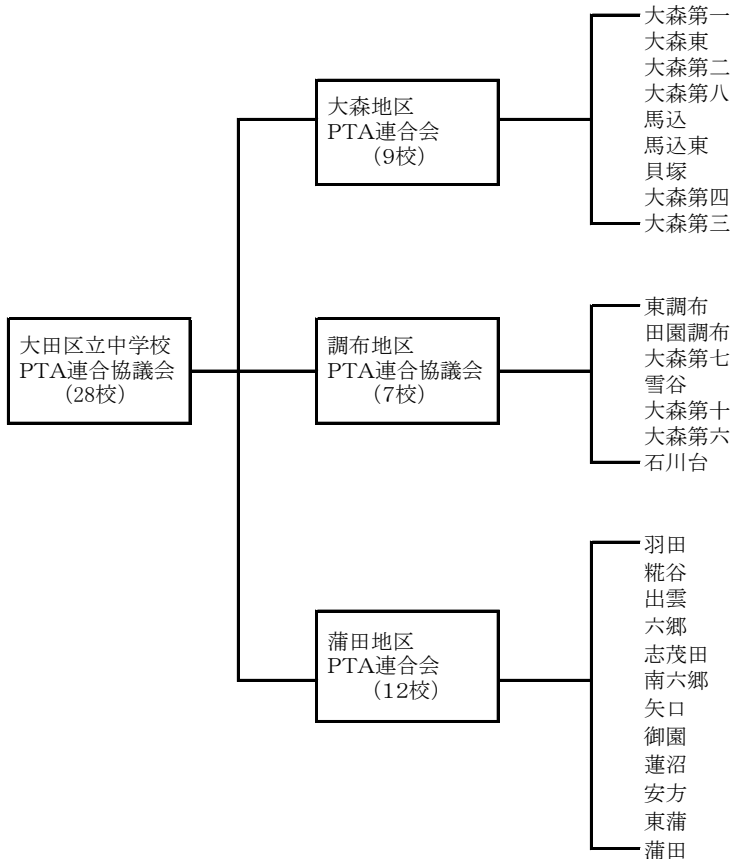 大田区立中学校
PTA連合協議会
(28校)
大森地区
PTA連合会
(9校)
大森第一
大森東
大森第二
大森第八
馬込
馬込東
貝塚
大森第四
大森第三
調布地区
PTA連合協議会
(7校)
東調布
田園調布
大森第七
雪谷
大森第十
大森第六
石川台
蒲田地区
PTA連合会
(12校)
羽田
糀谷
出雲
六郷
志茂田
南六郷
矢口
御園
蓮沼
安方
東蒲
蒲田